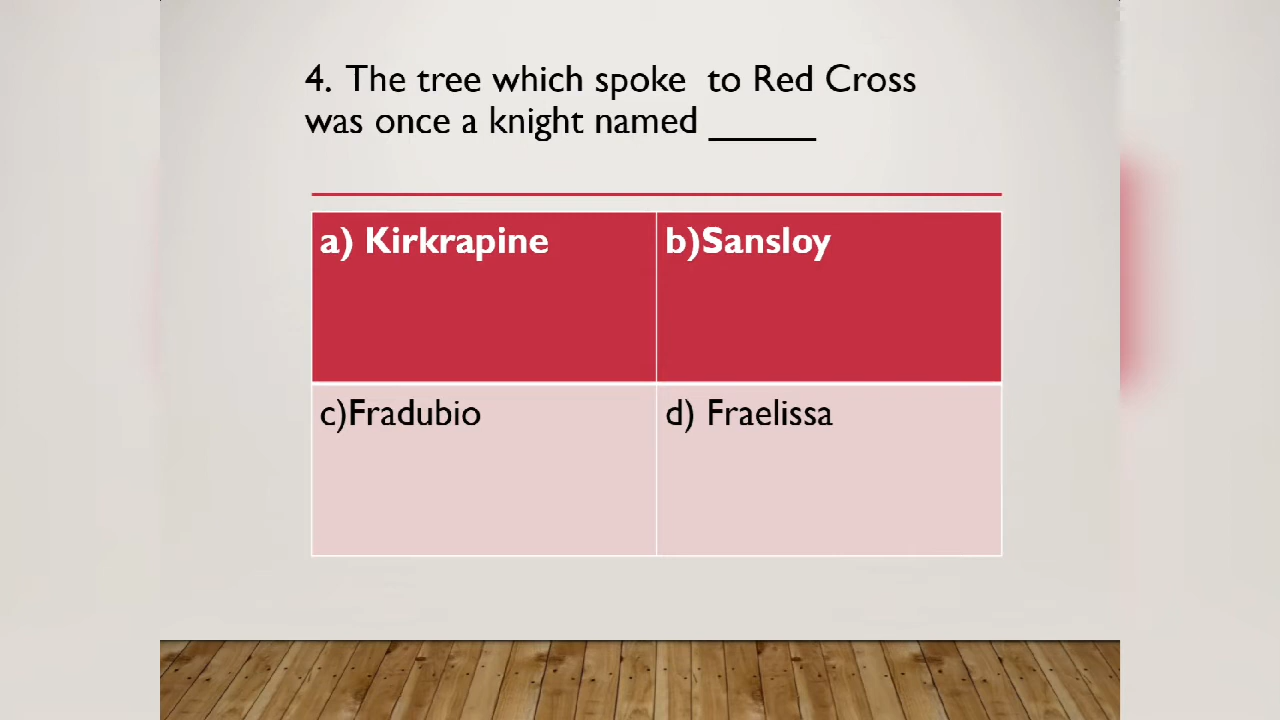 4. The tree which spoke to Red Cross
was once a knight named ______
a) Kirkrapine
b)Sansloy
c)Fradubio
d) Fraelissa